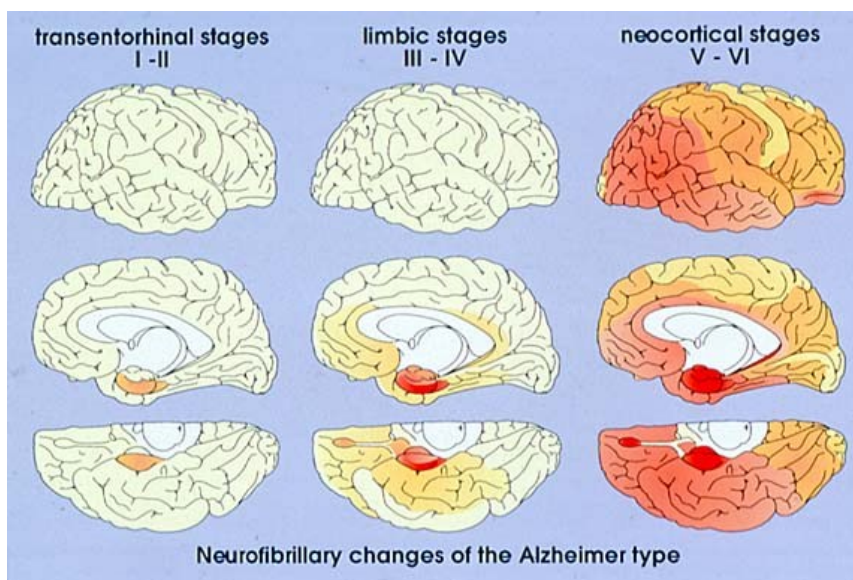 transentorhinal stages
I -II
limbic stages
III - IV
neocortical stages
V - VI
Neurofibrillary changes of the Alzheimer type